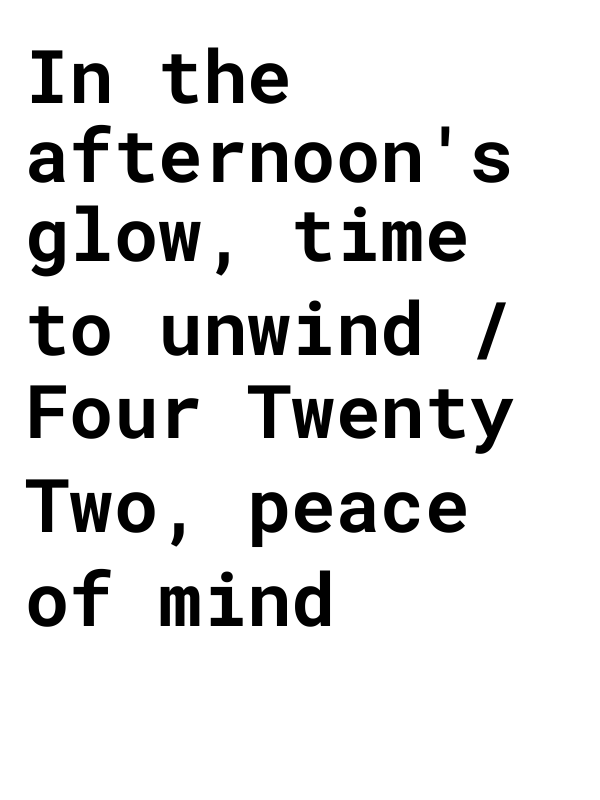 In the
afternoon's
glow, time
to unwind /
Four Twenty
Two, peace
of mind